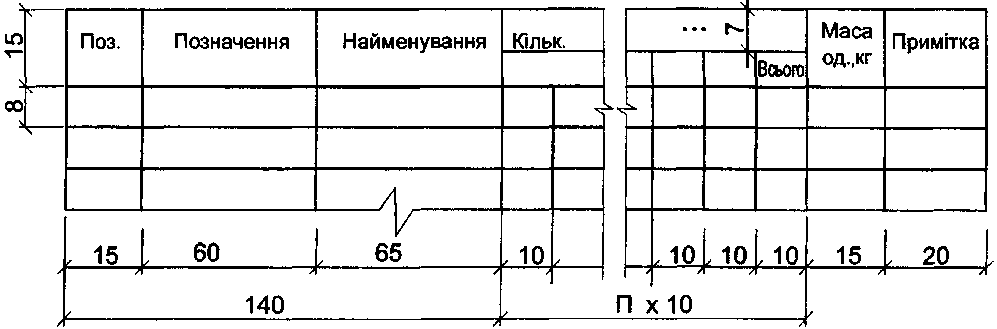 15
8
Поз.
Позначення
Найменування
Кільк.
...
7
Всього
Маса
од.,кг
Примітка
15
60
65
10
10
10
10
15
20
140
П х 10